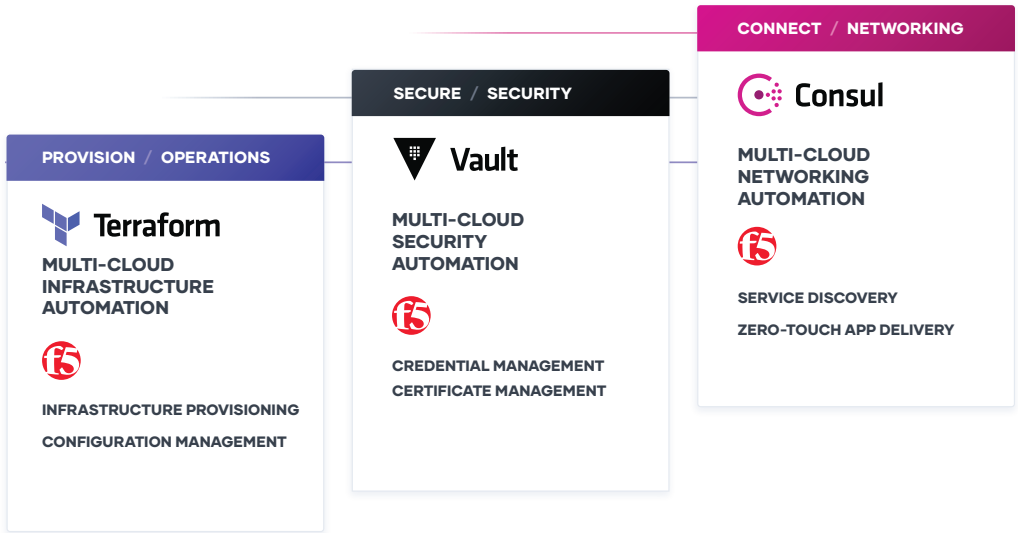 PROVISION / OPERATIONS
Terraform
MULTI-CLOUD
INFRASTRUCTURE
AUTOMATION
f5
INFRASTRUCTURE PROVISIONING
CONFIGURATION MANAGEMENT
SECURE / SECURITY
Vault
MULTI-CLOUD
SECURITY
AUTOMATION
f5
CREDENTIAL MANAGEMENT
CERTIFICATE MANAGEMENT
CONNECT / NETWORKING
Consul
MULTI-CLOUD
NETWORKING
AUTOMATION
f5
SERVICE DISCOVERY
ZERO-TOUCH APP DELIVERY